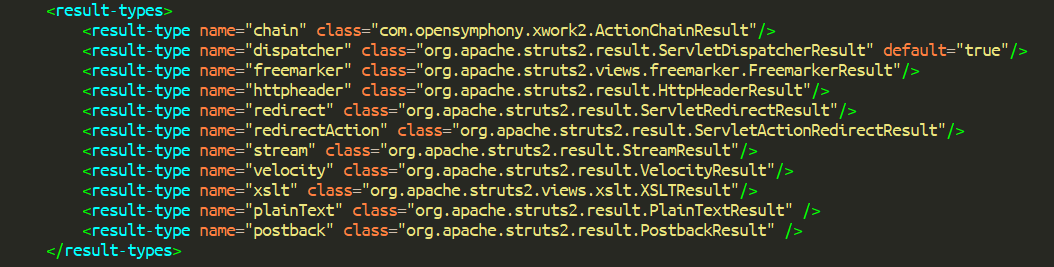 <result-types>
<result-type name="chain" class="com.opensymphony.xwork2.ActionChainResult"/>
<result-type name="dispatcher" class="org.apache.struts2.result.ServletDispatcherResult" default="true"/>
<result-type name="freemarker" class="org.apache.struts2.views.freemarker.FreemarkerResult"/>
<result-type name="httpheader" class="org.apache.struts2.result.HttpHeaderResult"/>
<result-type name="redirect" class="org.apache.struts2.result.ServletRedirectResult"/>
<result-type name="redirectAction" class="org.apache.struts2.result.ServletActionRedirectResult"/>
<result-type name="stream" class="org.apache.struts2.result.StreamResult"/>
<result-type name="velocity" class="org.apache.struts2.result.VelocityResult"/>
<result-type name="xslt" class="org.apache.struts2.views.xslt.XSLTResult"/>
<result-type name="plainText" class="org.apache.struts2.result.PlainTextResult" />
<result-type name="postback" class="org.apache.struts2.result.PostbackResult" />
</result-types>